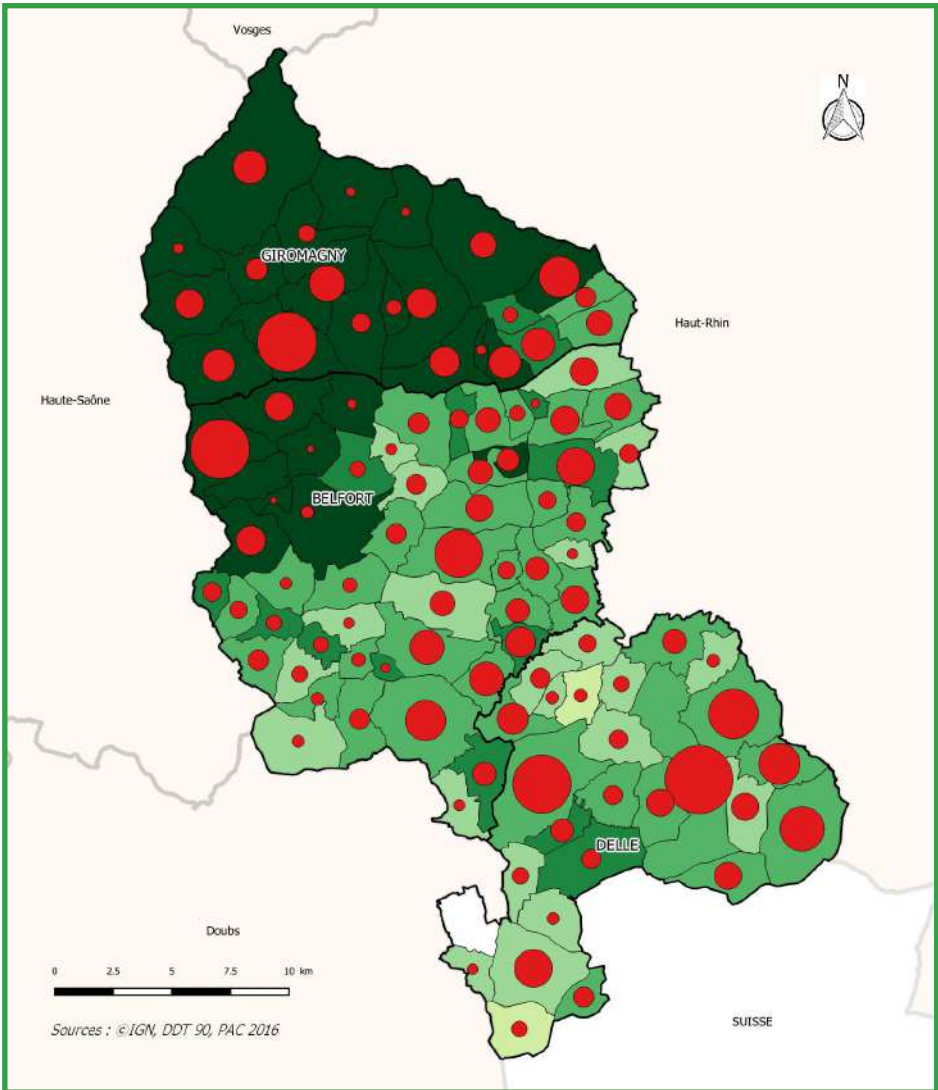 Vosges
N
GIROMAGNY
Haut-Rhin
Haute-Saône
BELFORT
DELLE
Doubs
0 2.5 5 7.5 10 km
SUISSE
Sources : ©IGN, DDT 90, PAC 2016